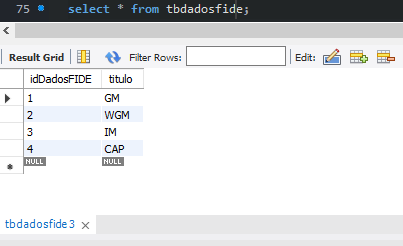 75 select * from tbdadosfide;
Result Grid Filter Rows: Edit:
idDadosFIDE titulo
1 GM
2 WGM
3 IM
4 CAP
NULL NULL
tbdadosfide 3